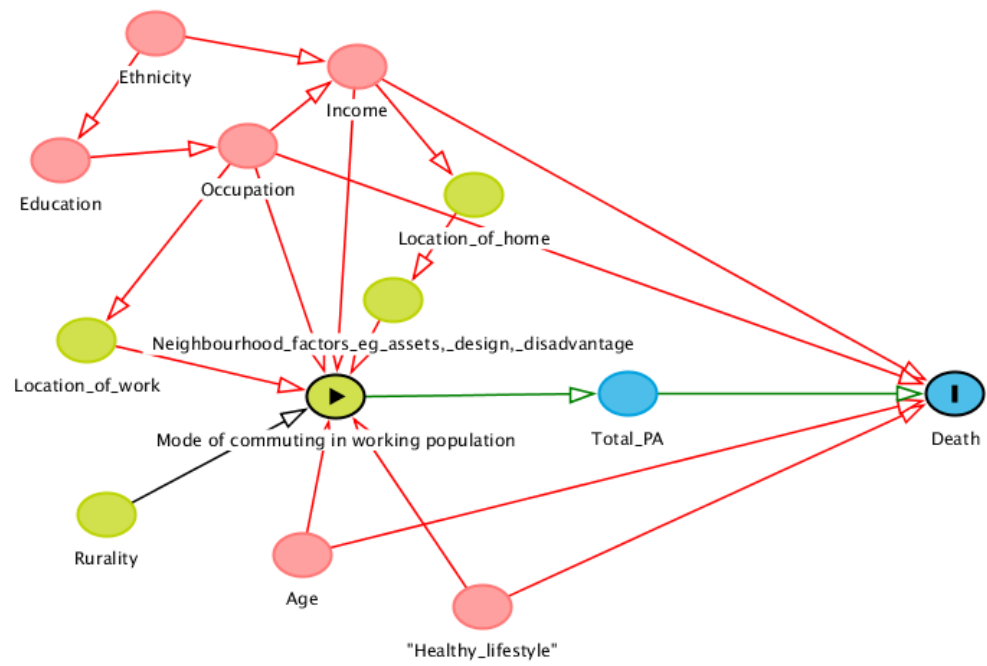 Ethnicity
Income
Education
Occupation
Location_of_home
Neighbourhood_factors_eg_assets,_design,_disadvantage
Location_of_work
Mode of commuting in working population
Total_PA
Death
Rurality
Age
"Healthy_lifestyle"